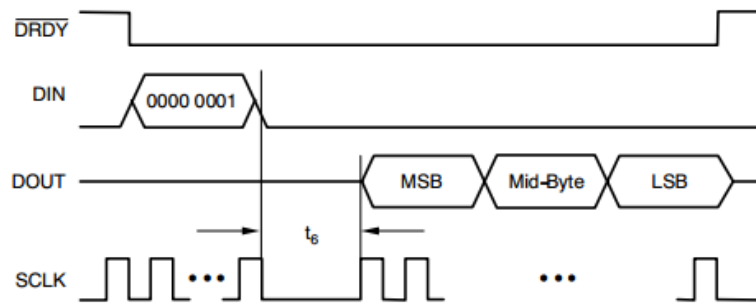 DRDY
DIN 0000 0001
DOUT MSB Mid-Byte LSB
t6
SCLK